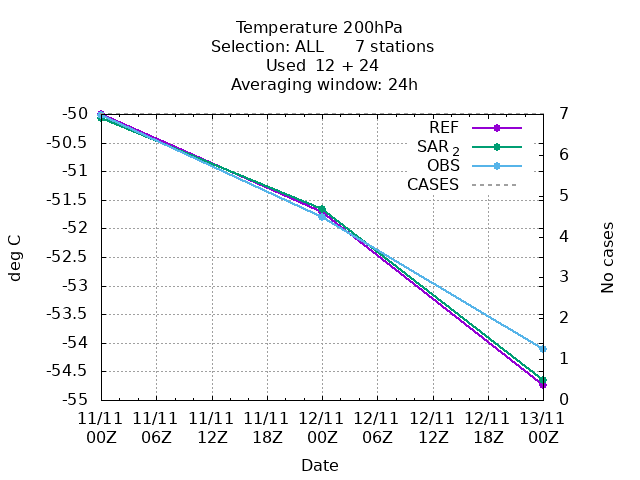 Temperature 200hPa
Selection: ALL 7 stations
Used 12 + 24
Averaging window: 24h
-50
-50.5
-51
-51.5
-52
-52.5
-53
-53.5
-54
-54.5
-55
deg C
REF
SAR 2
OBS
CASES
7
6
5
4
3
2
1
0
No cases
11/11 11/11 11/11 11/11 12/11 12/11 12/11 12/11 13/11
00Z 06Z 12Z 18Z 00Z 06Z 12Z 18Z 00Z
Date